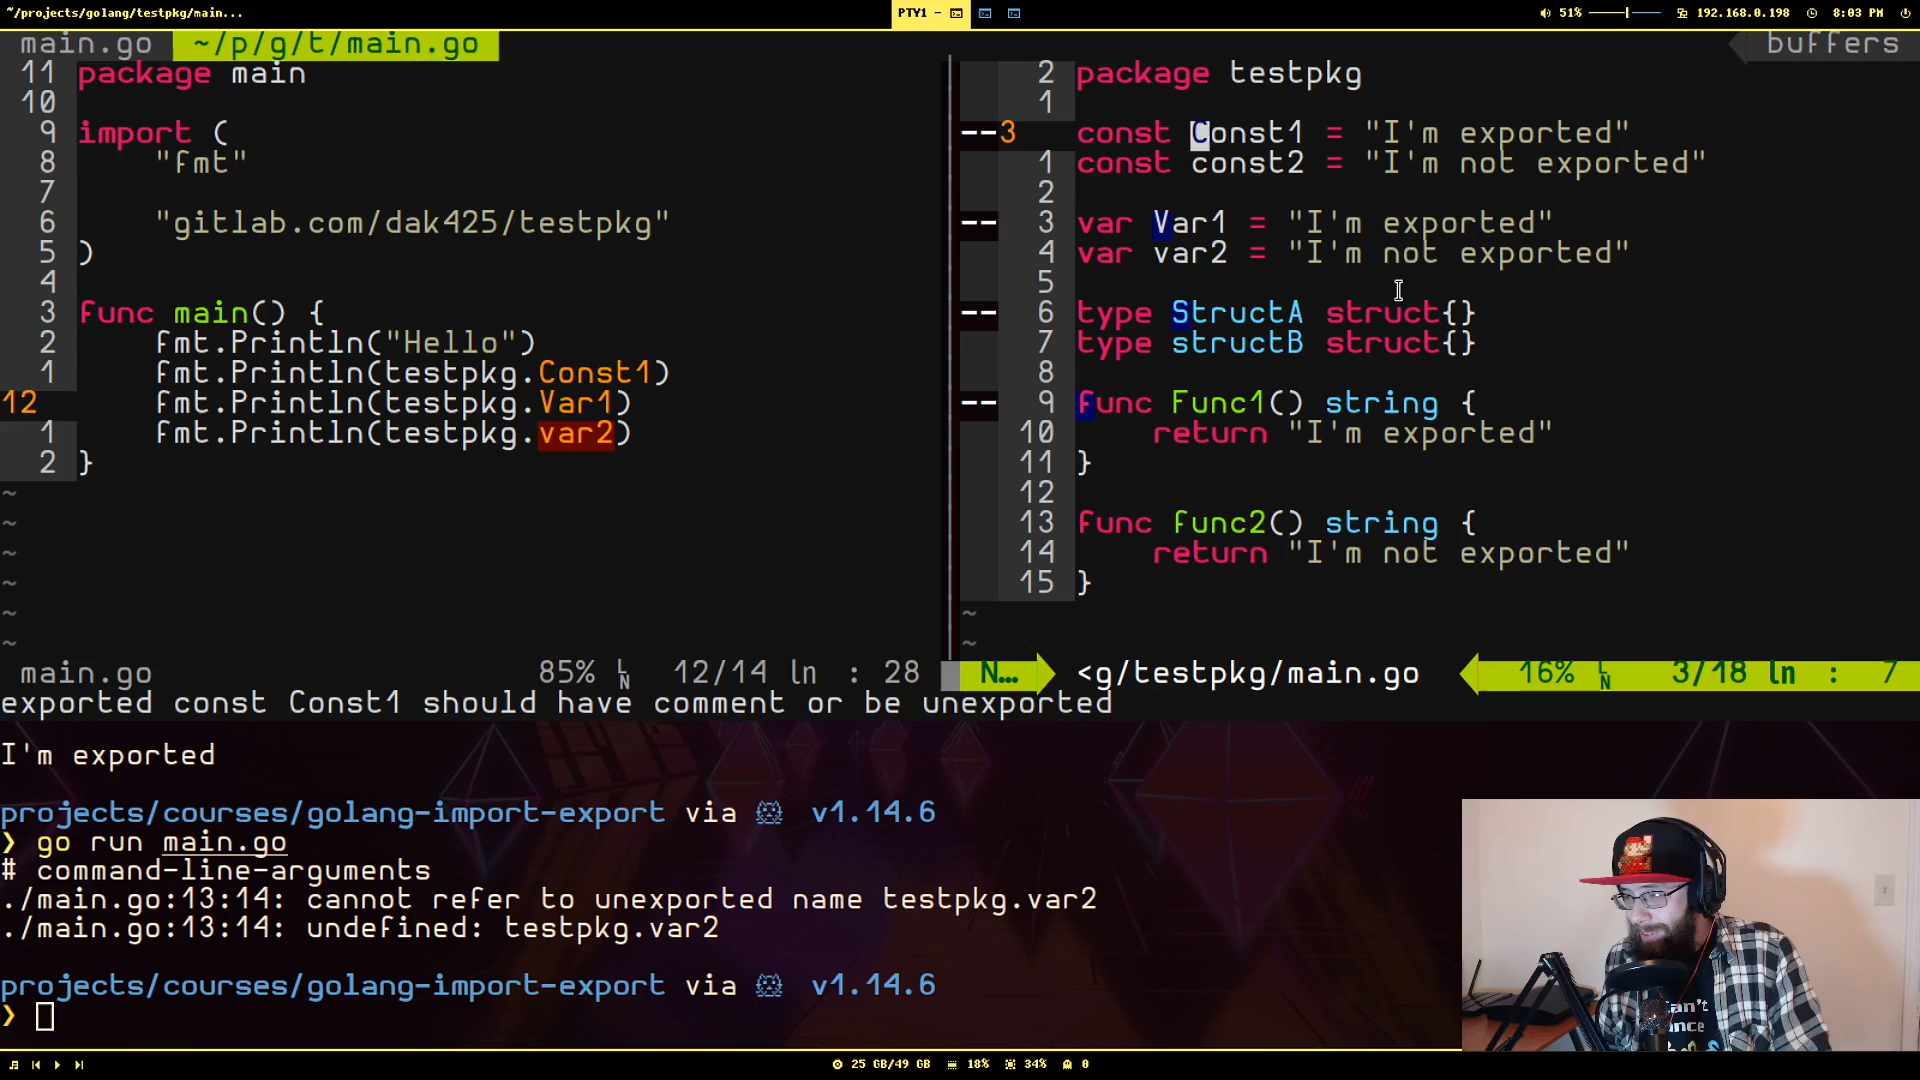 ~/projects/golang/testpkg/main...
PTY1 -
51%
192.168.0.198
8:03 PM
main.go ~/p/g/t/main.go
buffers
11 package main
10
9 import (
8 "fmt"
7
6 "gitlab.com/dak425/testpkg"
5 )
4
3 func main() {
2 fmt.Println("Hello")
1 fmt.Println(testpkg.Const1)
12 fmt.Println(testpkg.Var1)
1 fmt.Println(testpkg.var2)
2 }
~
~
~
~
~
~
main.go 85% LN 12/14 ln : 28
2 package testpkg
1
--3 const Const1 = "I'm exported"
1 const const2 = "I'm not exported"
2
-- 3 var Var1 = "I'm exported"
4 var var2 = "I'm not exported"
5
-- 6 type StructA struct{}
7 type structB struct{}
8
-- 9 func Func1() string {
10 return "I'm exported"
11 }
12
13 func func2() string {
14 return "I'm not exported"
15 }
~
~
N... <g/testpkg/main.go 16% LN 3/18 ln : 7
exported const Const1 should have comment or be unexported
I'm exported
projects/courses/golang-import-export via v1.14.6
❯ go run main.go
# command-line-arguments
./main.go:13:14: cannot refer to unexported name testpkg.var2
./main.go:13:14: undefined: testpkg.var2
projects/courses/golang-import-export via v1.14.6
❯
an't
ance
25 GB/49 GB 18% 34% 0